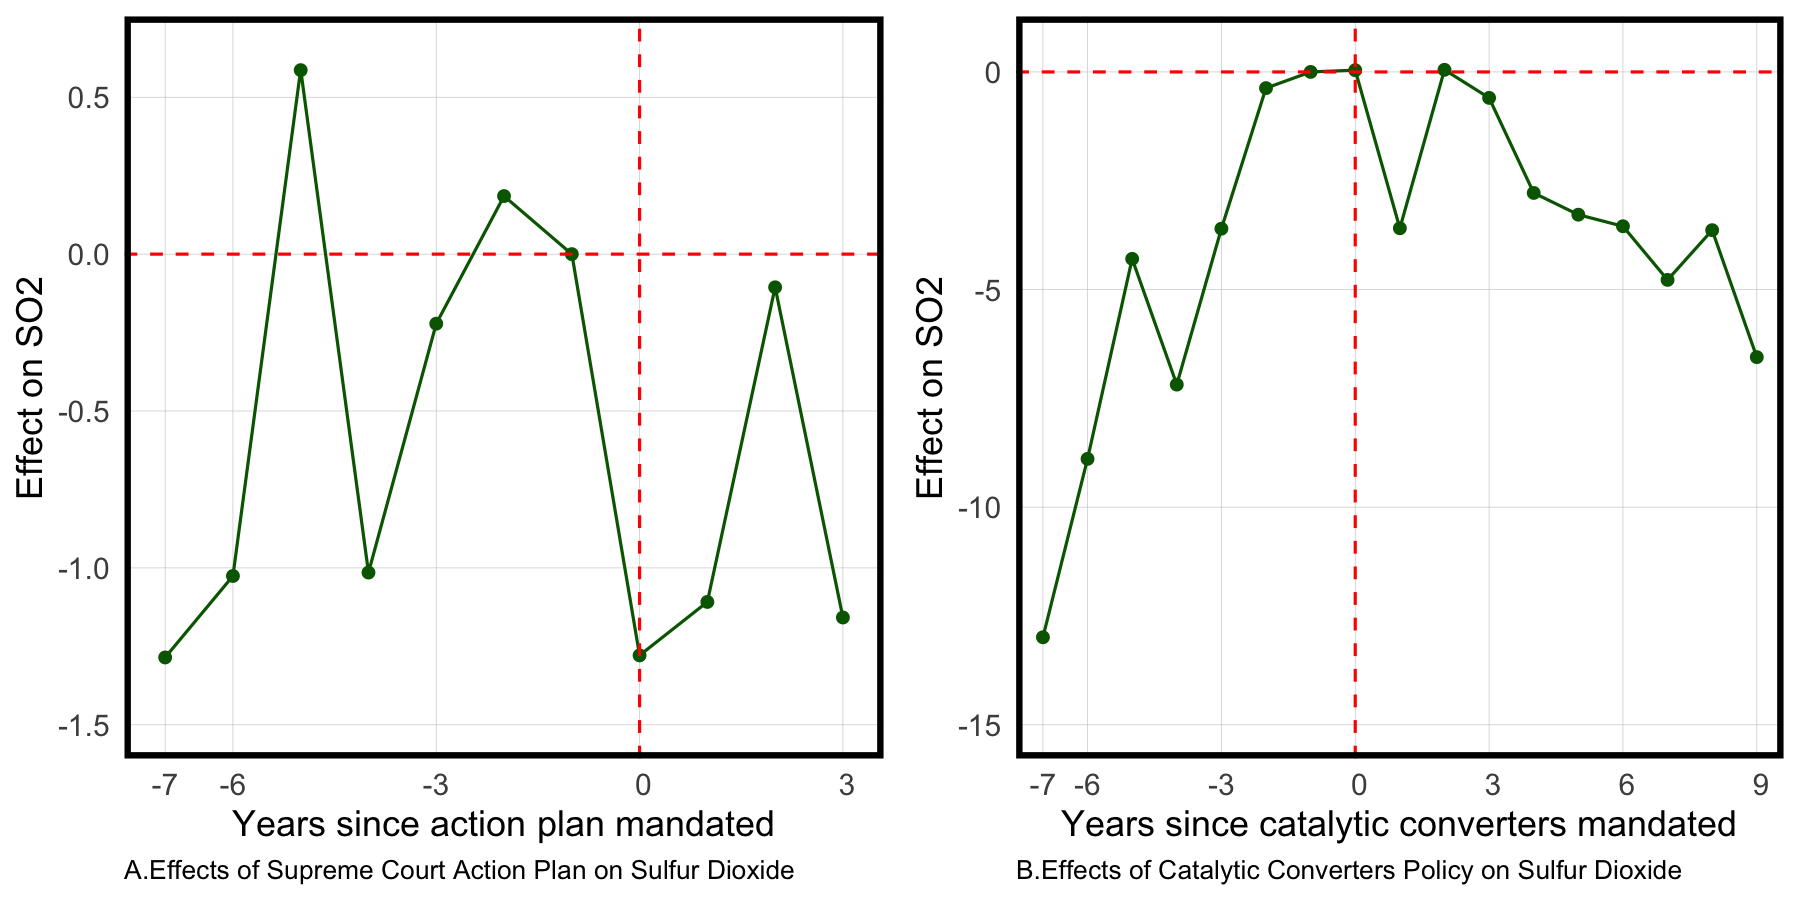 Effect on SO2
0.5
0.0
-0.5
-1.0
-1.5
-7 -6 -3 0 3
Years since action plan mandated
A.Effects of Supreme Court Action Plan on Sulfur Dioxide
Effect on SO2
0
-5
-10
-15
-7 -6 -3 0 3 6 9
Years since catalytic converters mandated
B.Effects of Catalytic Converters Policy on Sulfur Dioxide